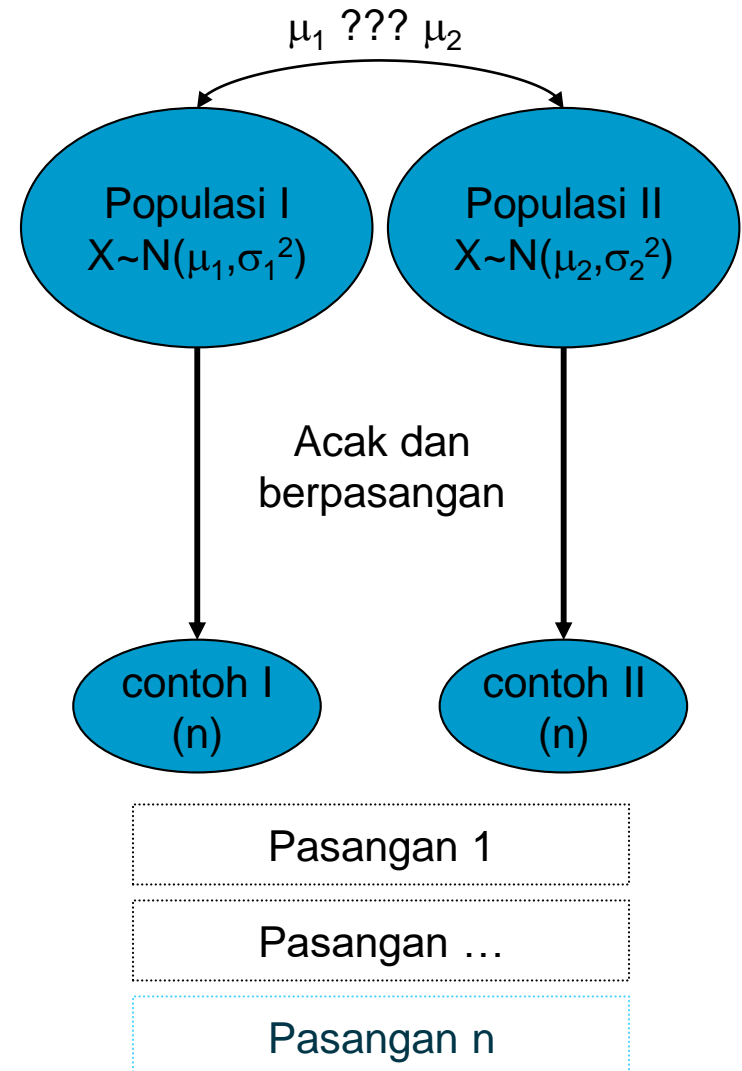 μ₁ ??? μ₂
Populasi I
X~N(μ₁,σ₁²)
Populasi II
X~N(μ₂,σ₂²)
Acak dan
berpasangan
contoh I
(n)
contoh II
(n)
Pasangan 1
Pasangan …
Pasangan n